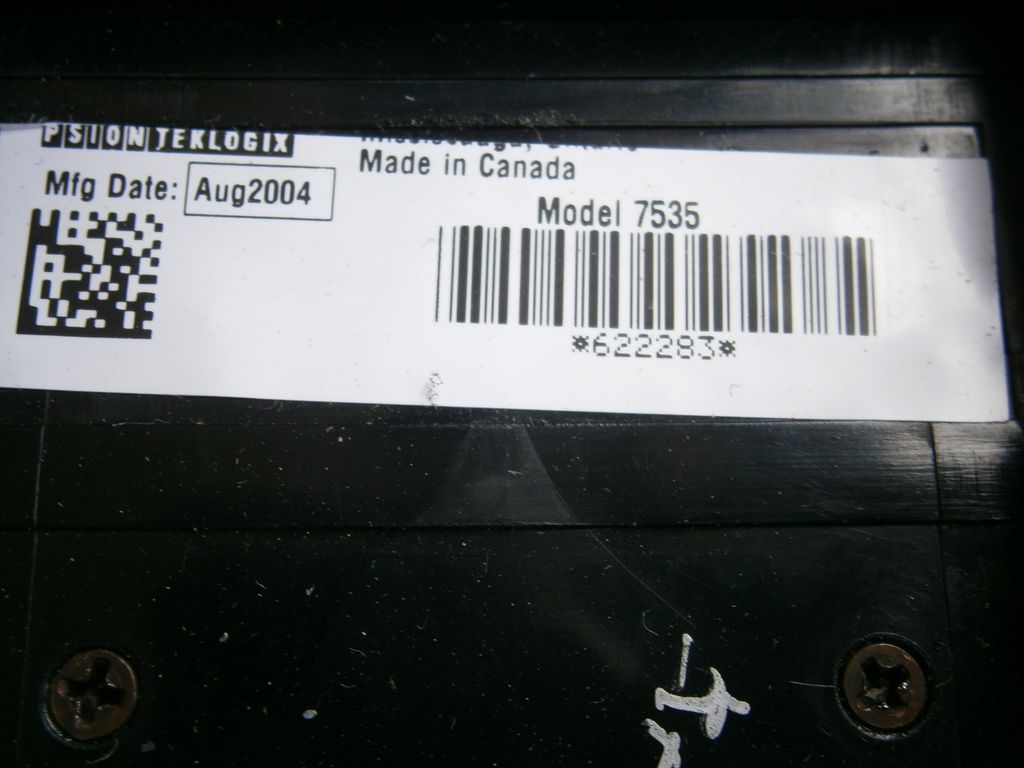 PSION TEKLOGIX
Made in Canada
Mfg Date: Aug2004
Model 7535
*622283*